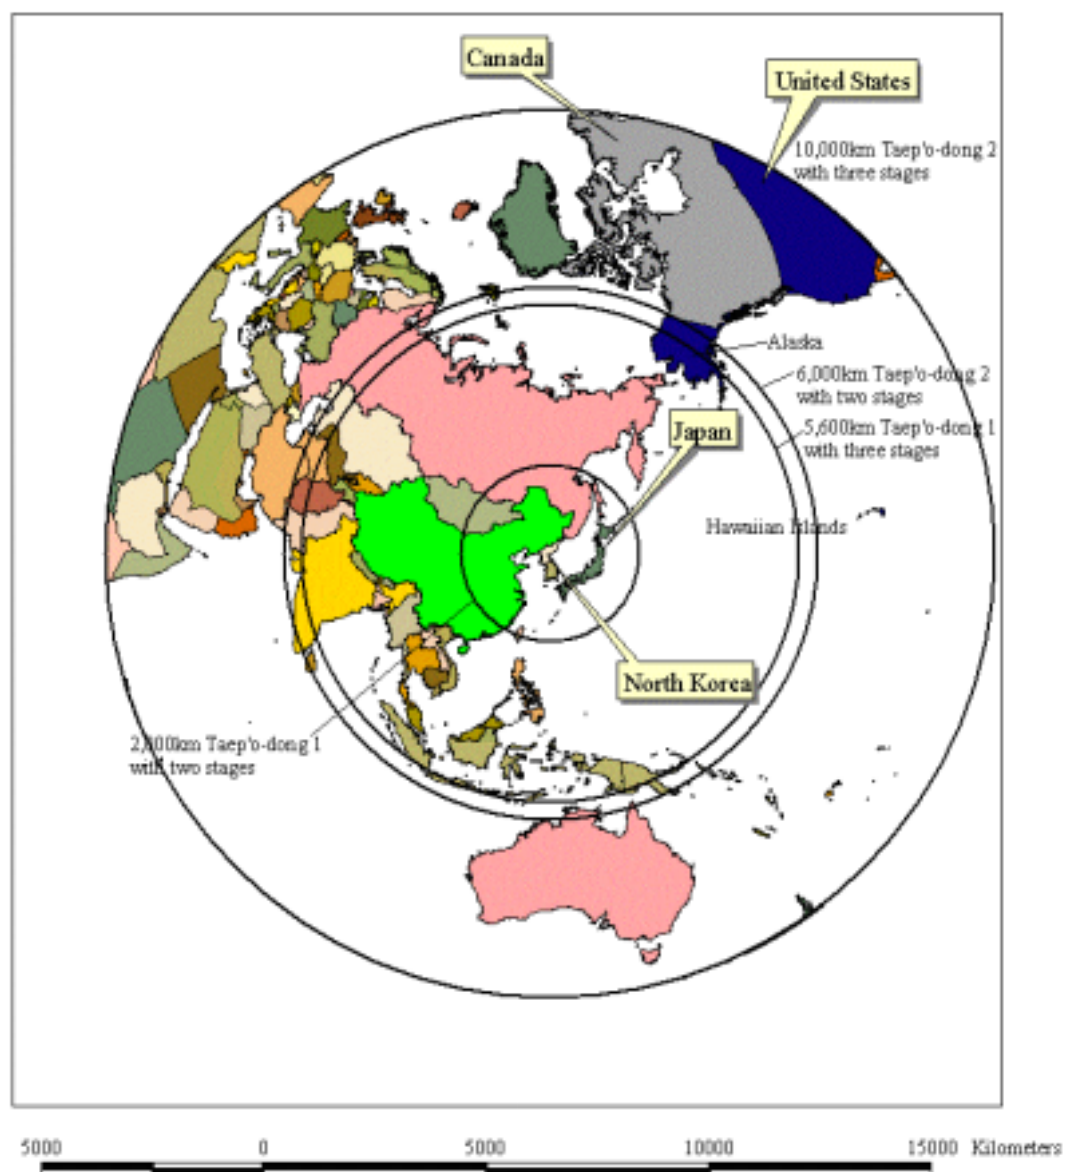 Canada
United States
10,000km Taep'o-dong 2
with three stages
Alaska
6,000km Taep'o-dong 2
with two stages
Japan
5,600km Taep'o-dong 1
with three stages
Hawaiian Islands
North Korea
2,000km Taep'o-dong 1
with two stages
5000 0 5000 10000 15000 Kilometers